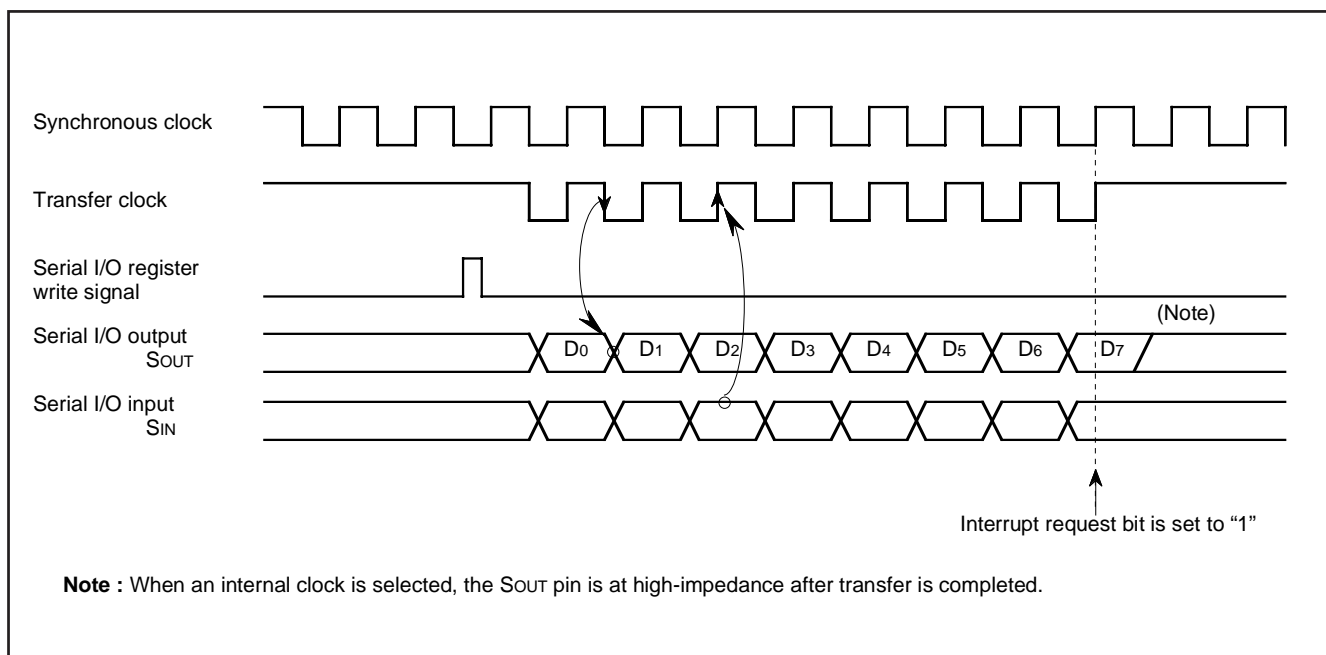 Synchronous clock
Transfer clock
Serial I/O register
write signal
(Note)
Serial I/O output
SOUT
D0 D1 D2 D3 D4 D5 D6 D7
Serial I/O input
SIN
Interrupt request bit is set to “1”
Note : When an internal clock is selected, the SOUT pin is at high-impedance after transfer is completed.